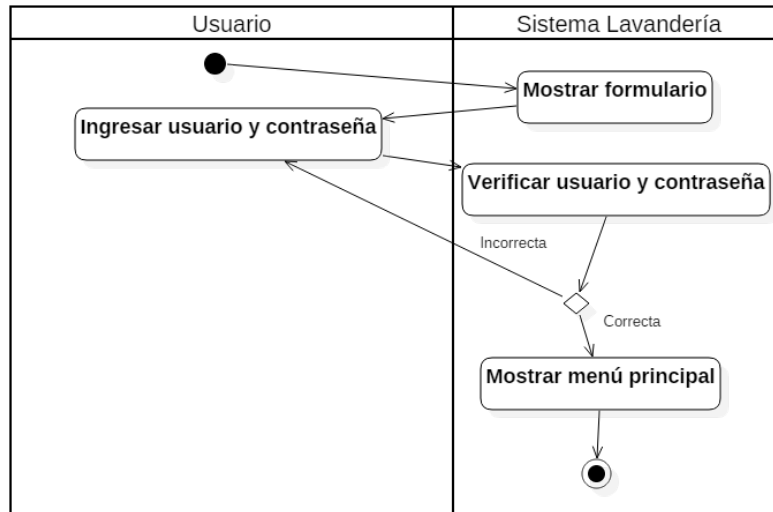 Usuario
Sistema Lavandería
Mostrar formulario
Ingresar usuario y contraseña
Verificar usuario y contraseña
Incorrecta
Correcta
Mostrar menú principal